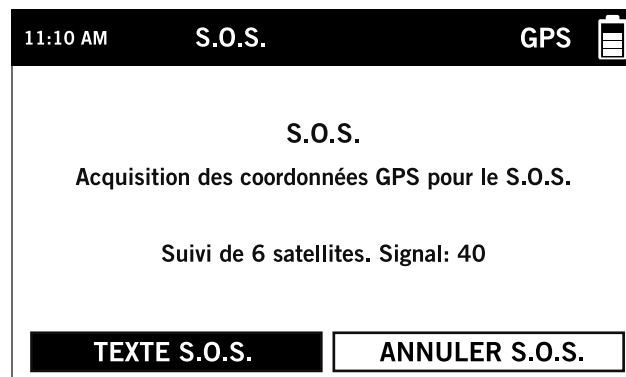 11:10 AM S.O.S. GPS
S.O.S.
Acquisition des coordonnées GPS pour le S.O.S.
Suivi de 6 satellites. Signal: 40
TEXTE S.O.S. ANNULER S.O.S.